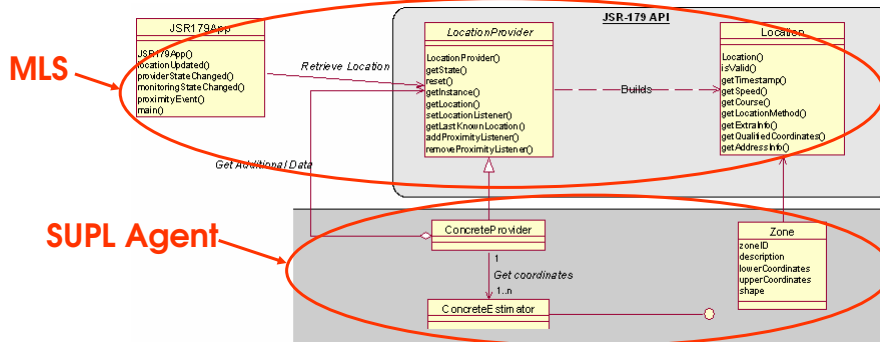 JSR-179 API
JSR179App
JSR179App()
locationUpdated()
providerStateChanged()
monitoringStateChanged()
proximityEvent()
main()
MLS
Retrieve Location
LocationProvider
LocationProvider()
getState()
reset()
getInstance()
getLocation()
setLocationListener()
getLastKnownLocation()
addProximityListener()
removeProximityListener()
Builds
Location
Location()
isValid()
getTimestamp()
getSpeed()
getCourse()
getLocationMethod()
getExtraInfo()
getQualifiedCoordinates()
getAddressInfo()
Get Additional Data
SUPL Agent
ConcreteProvider
1
Get coordinates
1..n
ConcreteEstimator
Zone
zoneID
description
lowerCoordinates
upperCoordinates
shape